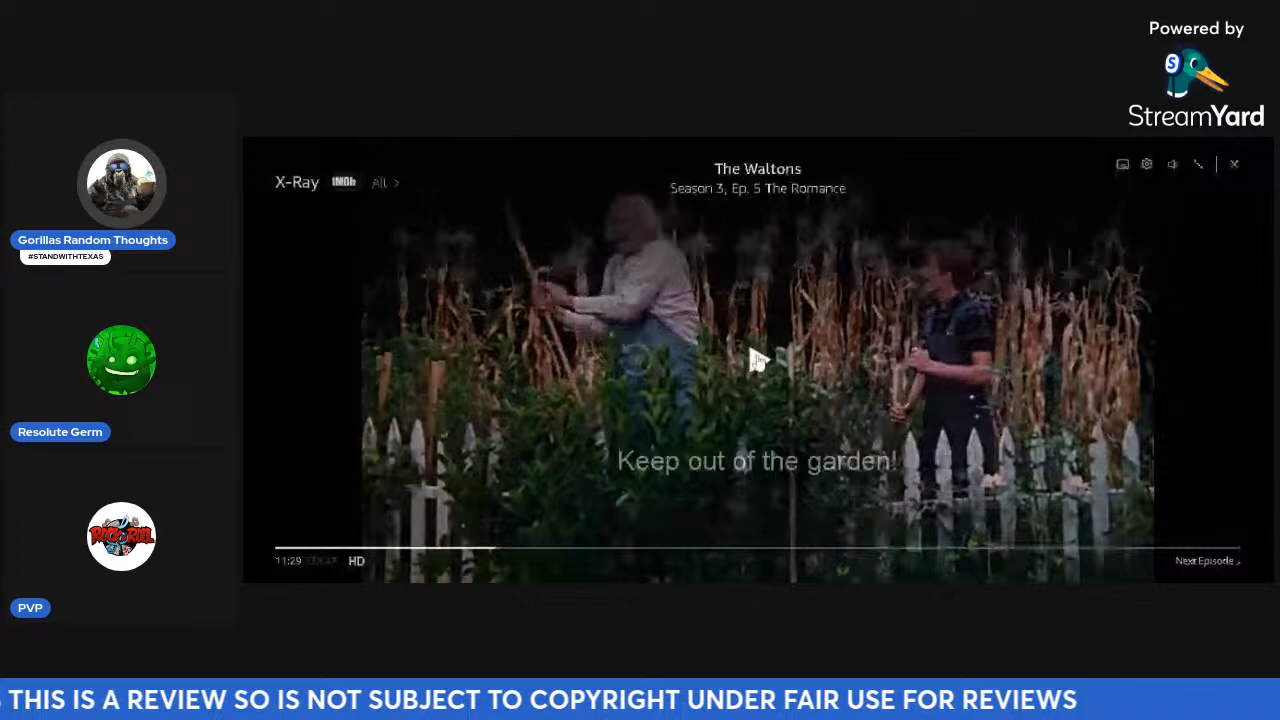 Powered by
S
StreamYard
X-Ray IMDb All
The Waltons
Season 3, Ep. 5 The Romance
Gorillas Random Thoughts
#STANDWITHTEXAS
Resolute Germ
ROCK ROLL
PVP
Keep out of the garden!
11:29
HD
Next Episode
THIS IS A REVIEW SO IS NOT SUBJECT TO COPYRIGHT UNDER FAIR USE FOR REVIEWS